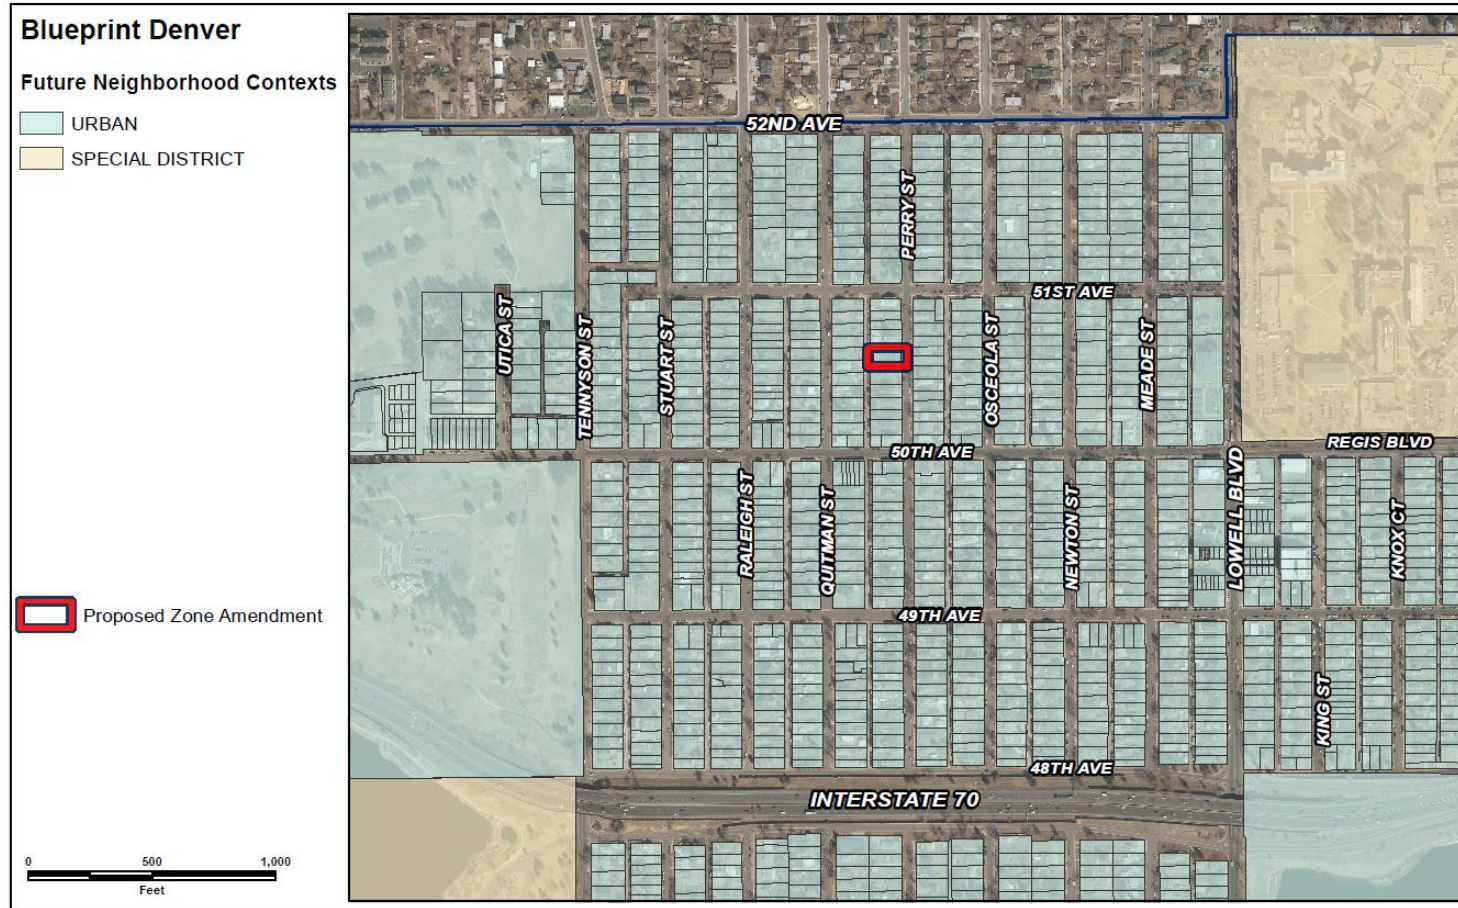 Blueprint Denver
Future Neighborhood Contexts
URBAN
SPECIAL DISTRICT
Proposed Zone Amendment
0 500 1,000
Feet
52ND AVE
PERRY ST
51ST AVE
UTICA ST
TENNYSON ST
STUART ST
OSCEOLA ST
MEADE ST
REGIS BLVD
50TH AVE
RALEIGH ST
QUITMAN ST
NEWTON ST
LOWELL BLVD
KNOX CT
49TH AVE
KING ST
48TH AVE
INTERSTATE 70